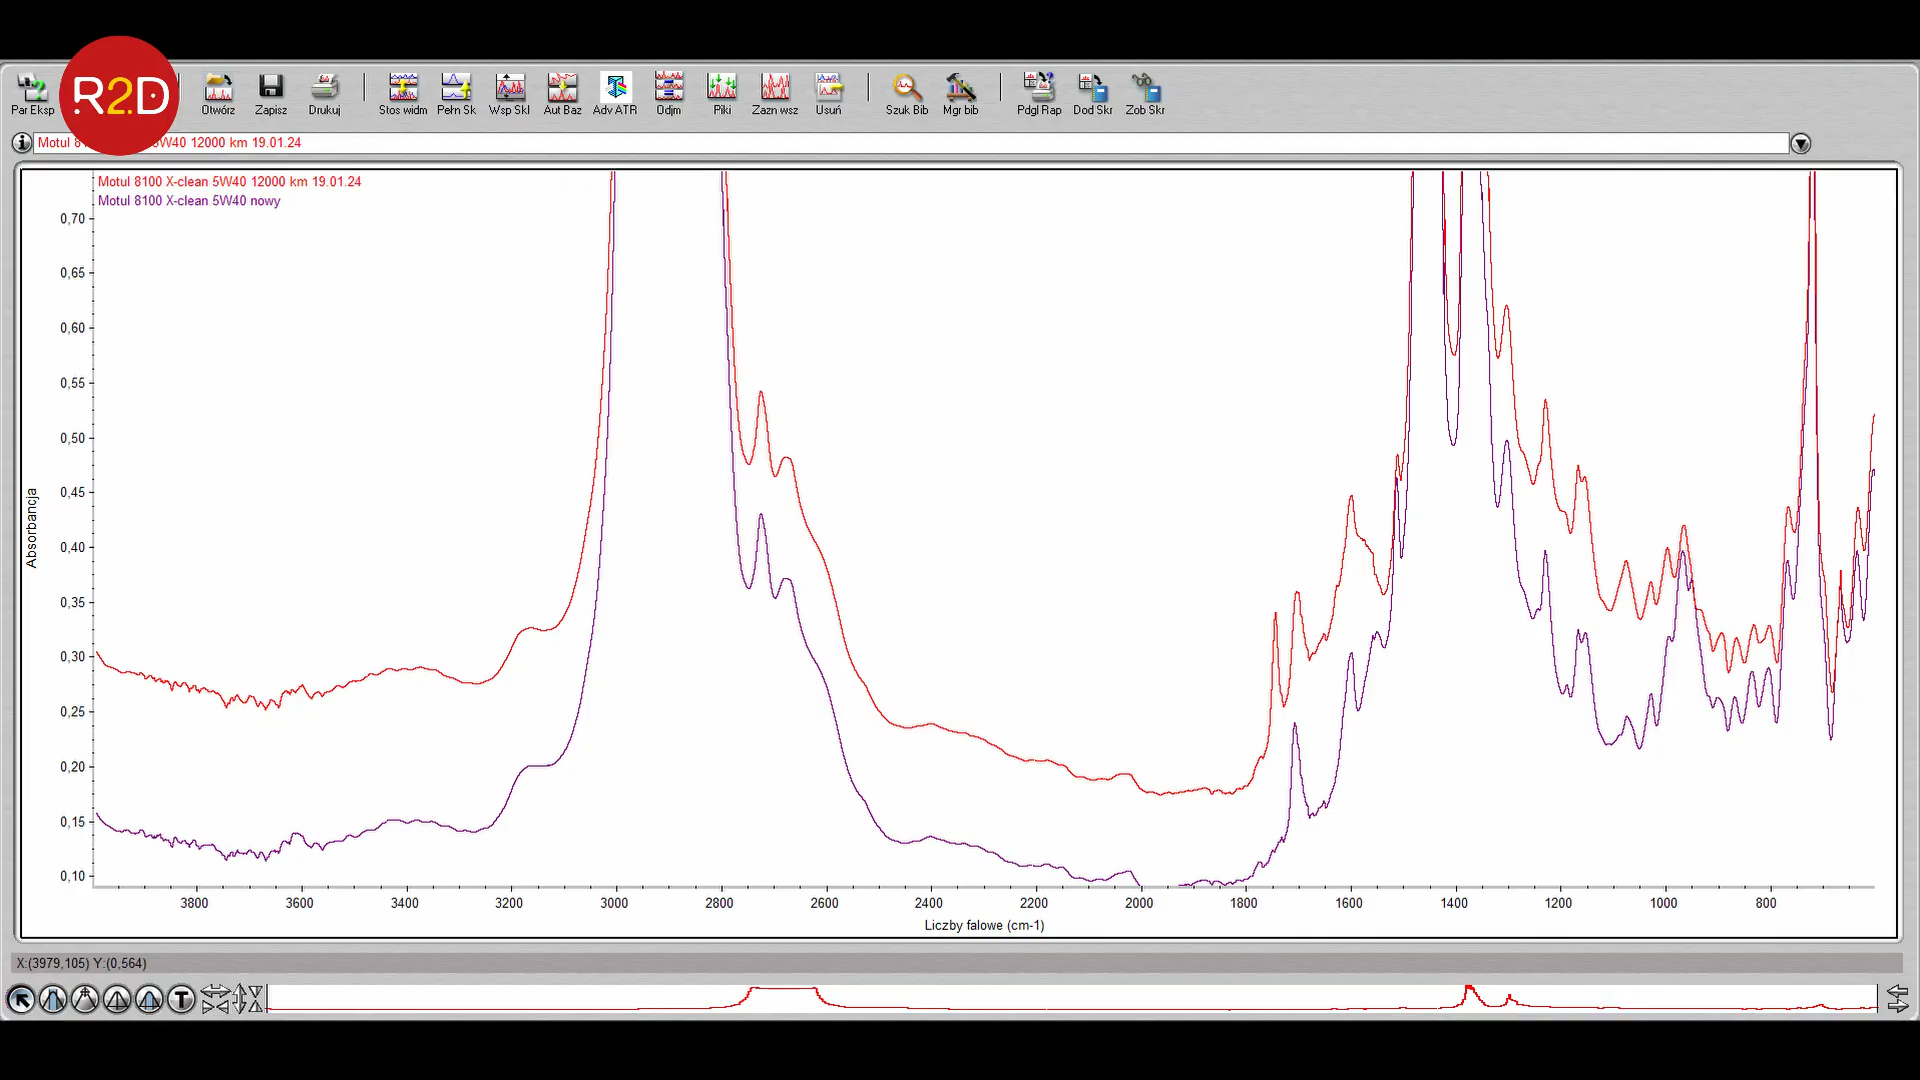 R2D
Par Eksp
Otwórz
Zapisz
Drukuj
Stos widm
Pełn Sk
Wsp Skl
Aut Baz
Adv ATR
Odjm
Piki
Zazn wsz
Usuń
Szuk Bib
Mgr bib
Pdgl Rap
Dod Skr
Zob Skr
Motul 8 W40 12000 km 19.01.24
Motul 8100 X-clean 5W40 12000 km 19.01.24
Motul 8100 X-clean 5W40 nowy
0,70
0,65
0,60
0,55
0,50
0,45
0,40
0,35
0,30
0,25
0,20
0,15
0,10
Absorbancja
3800 3600 3400 3200 3000 2800 2600 2400 2200 2000 1800 1600 1400 1200 1000 800
Liczby falowe (cm-1)
X:(3979,105) Y:(0,564)
T